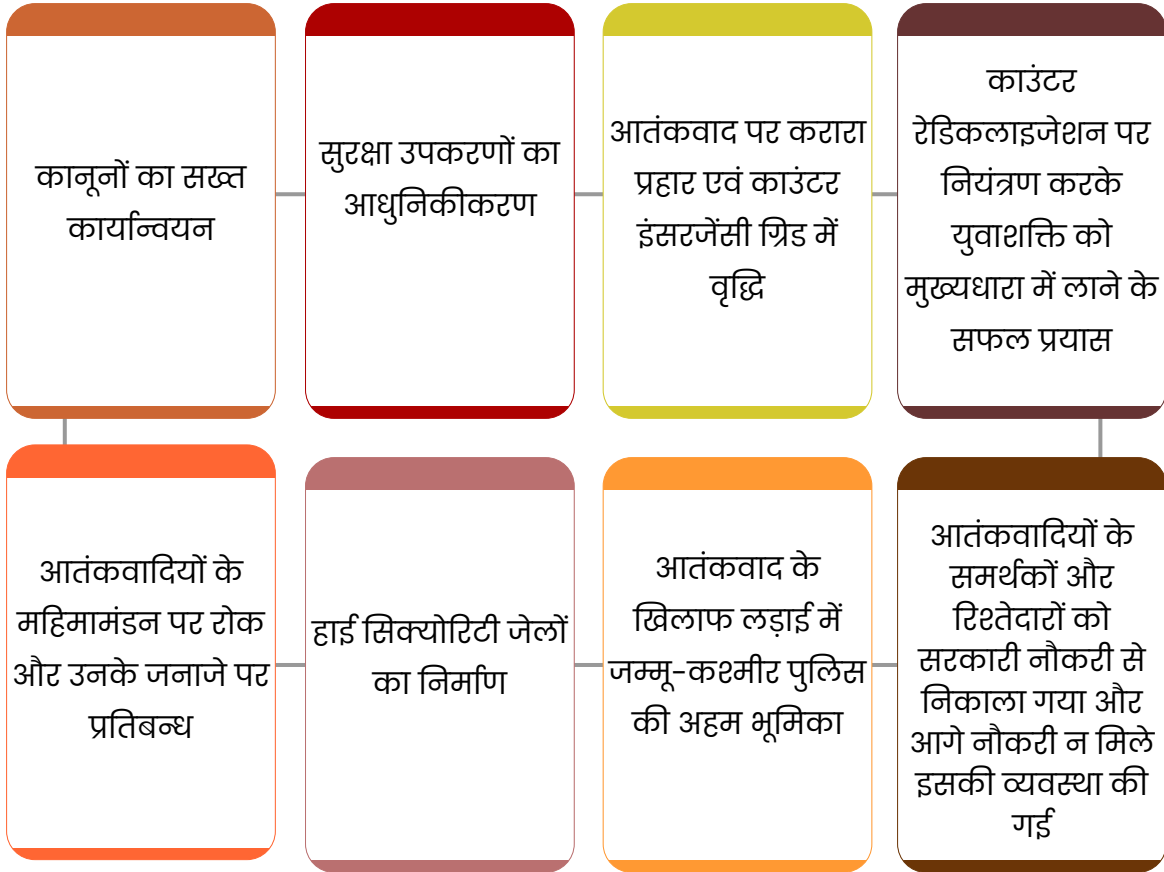 कानूनों का सख्त
कार्यान्वयन
सुरक्षा उपकरणों का
आधुनिकीकरण
आतंकवाद पर करारा
प्रहार एवं काउंटर
इंसरजेंसी ग्रिड में
वृद्धि
काउंटर
रेडिकलाइजेशन पर
नियंत्रण करके
युवाशक्ति को
मुख्यधारा में लाने के
सफल प्रयास
आतंकवादियों के
महिमामंडन पर रोक
और उनके जनाजे पर
प्रतिबन्ध
हाई सिक्योरिटी जेलों
का निर्माण
आतंकवाद के
खिलाफ लड़ाई में
जम्मू-कश्मीर पुलिस
की अहम भूमिका
आतंकवादियों के
समर्थकों और
रिश्तेदारों को
सरकारी नौकरी से
निकाला गया और
आगे नौकरी न मिले
इसकी व्यवस्था की
गई